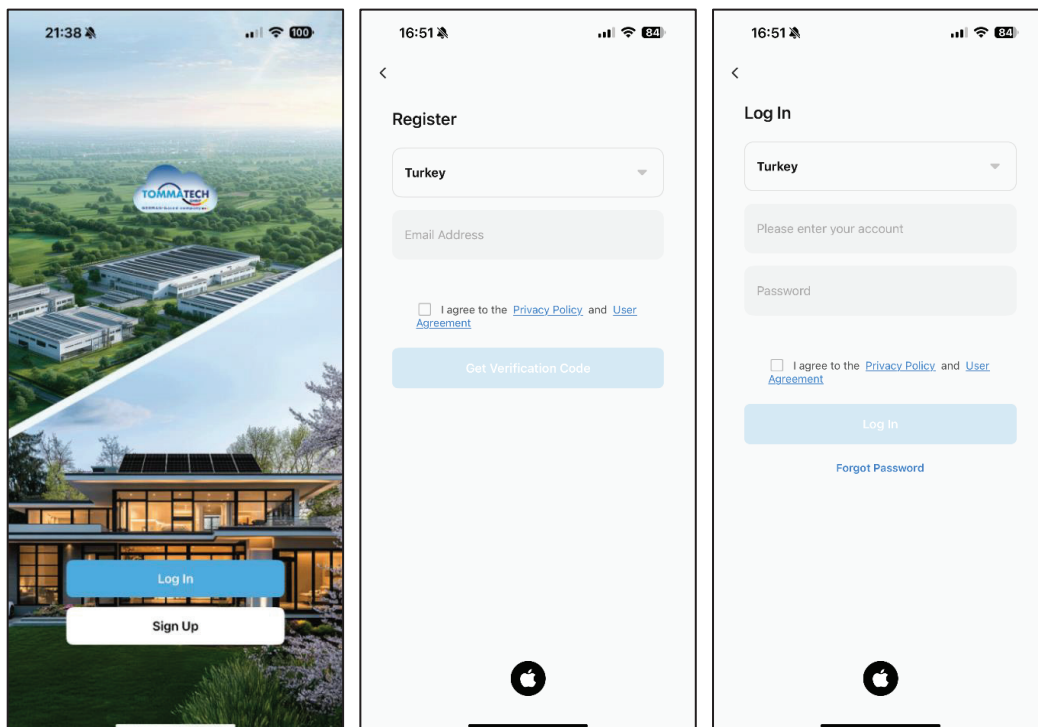 21:38
100
TOMMATECH
Log In
Sign Up
16:51
84
Register
Turkey
Email Address
I agree to the Privacy Policy and User
Agreement
Get Verification Code
16:51
84
Log In
Turkey
Please enter your account
Password
I agree to the Privacy Policy and User
Agreement
Log In
Forgot Password